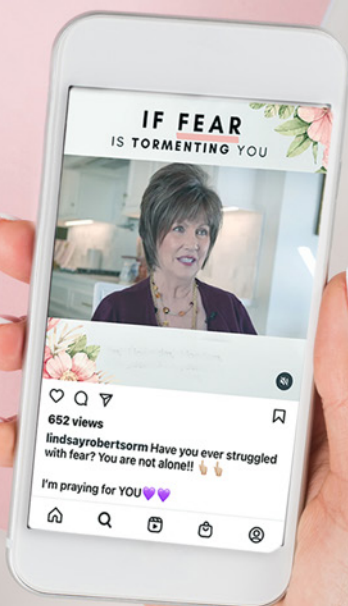 IF FEAR
IS TORMENTING YOU
652 views
lindsayrobertsorm Have you ever struggled
with fear? You are not alone!! 👆🏼👆🏼
I'm praying for YOU💜💜